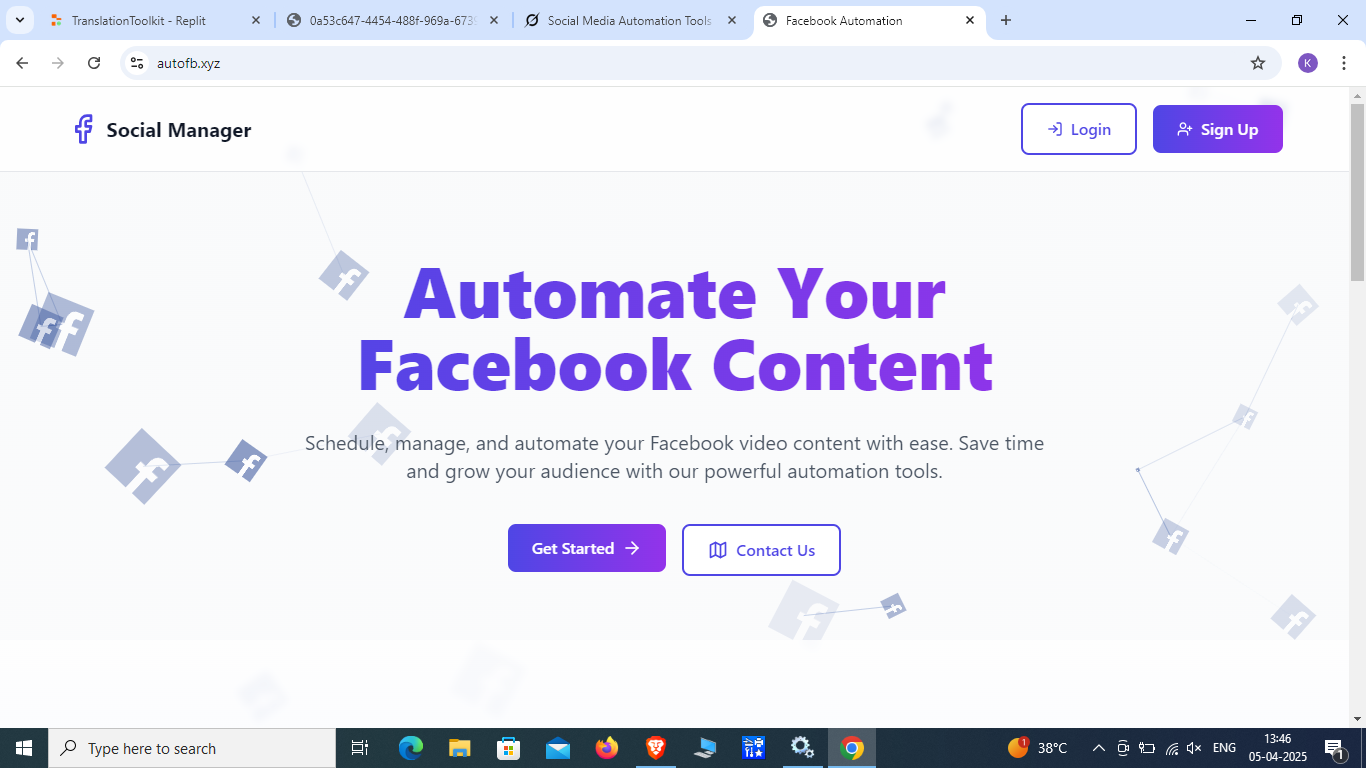 TranslationToolkit - Replit
0a53c647-4454-488f-969a-673
Social Media Automation Tools
Facebook Automation
autofb.xyz
K
Social Manager
Login
Sign Up
Automate Your
Facebook Content
Schedule, manage, and automate your Facebook video content with ease. Save time
and grow your audience with our powerful automation tools.
Get Started
Contact Us
Type here to search
1
38°C
ENG
13:46
05-04-2025
1